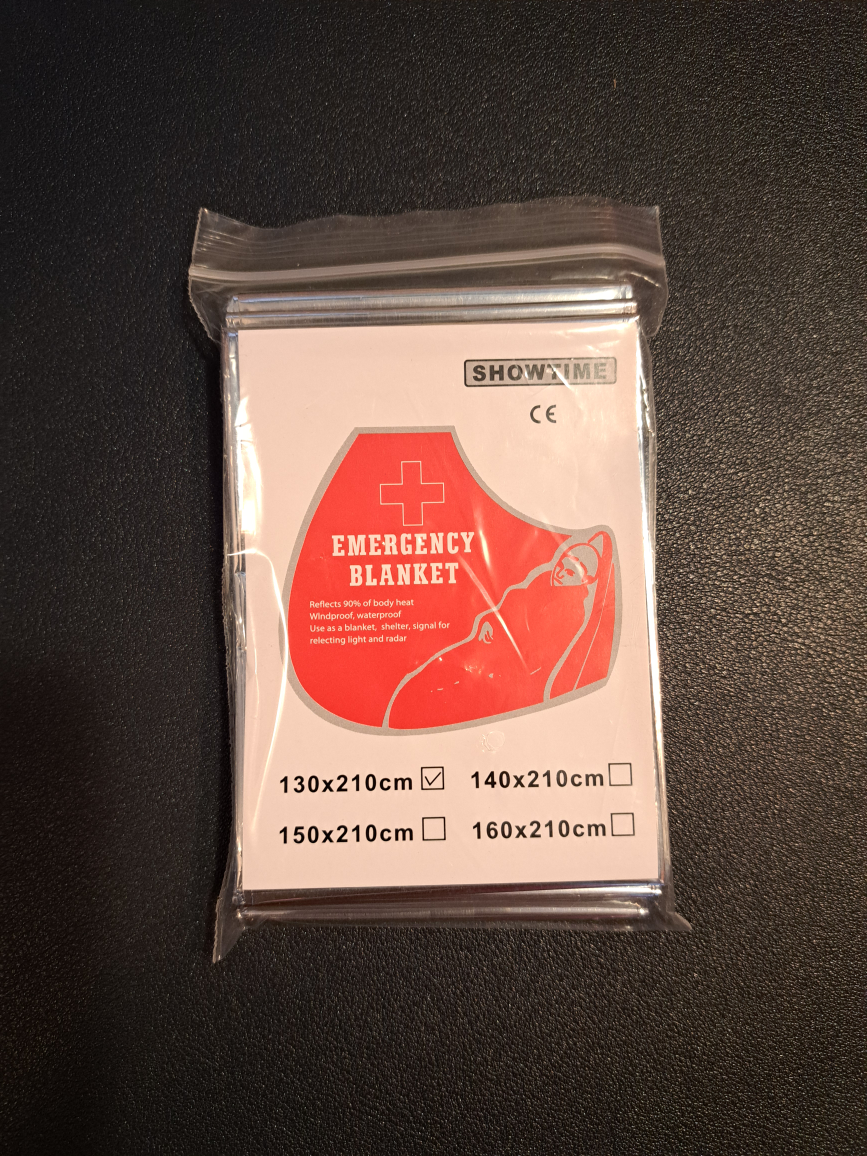 SHOWTIME
CE
EMERGENCY
BLANKET
Reflects 90% of body heat
Windproof, waterproof
Use as a blanket, shelter, signal for
relecting light and radar
130x210cm ☑ 140x210cm ☐
150x210cm ☐ 160x210cm ☐